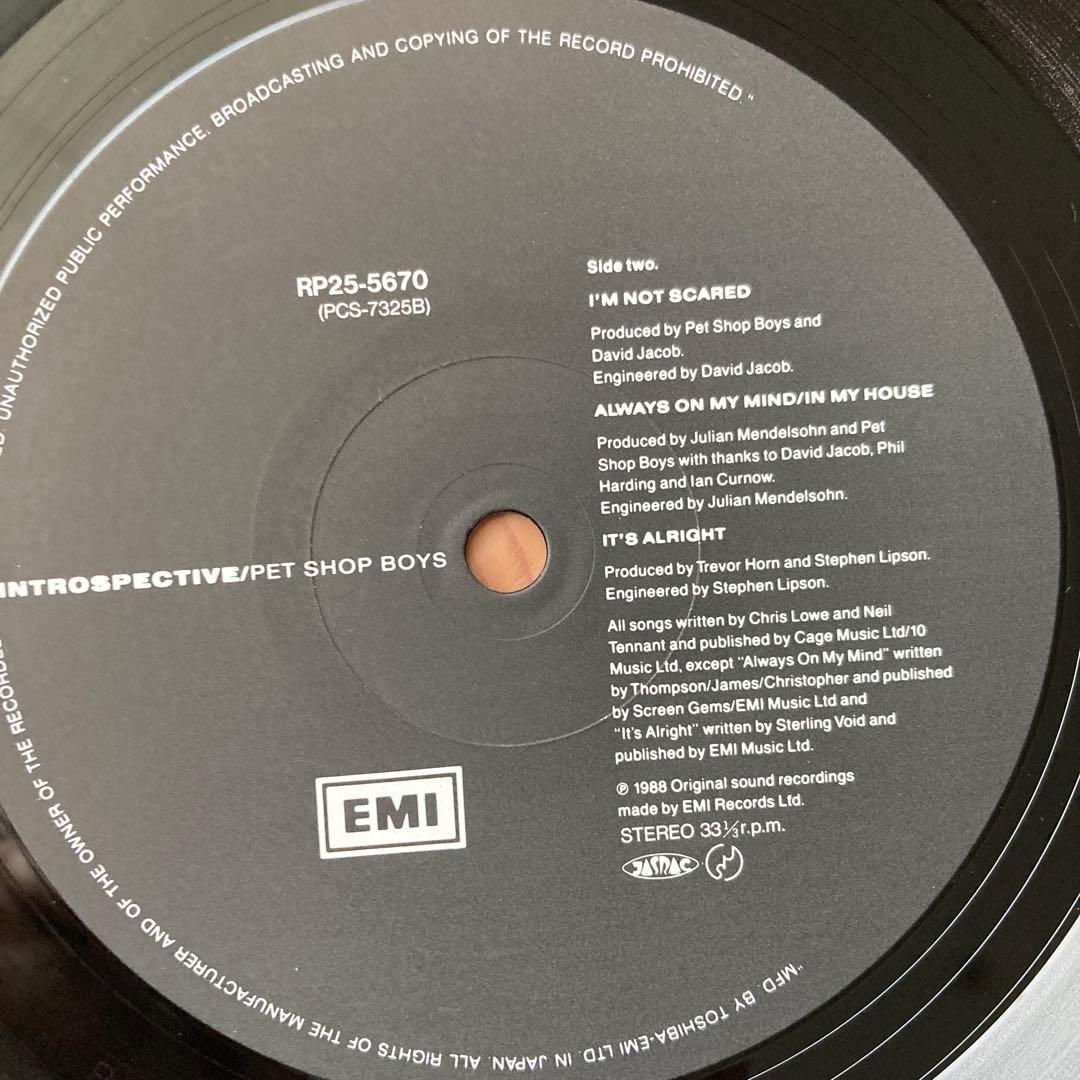 "MFD. BY TOSHIBA-EMI LTD. IN JAPAN. ALL RIGHTS OF THE MANUFACTURER AND OF THE OWNER OF THE RECORDED
UNAUTHORIZED PUBLIC PERFORMANCE, BROADCASTING AND COPYING OF THE RECORD PROHIBITED."
RP25-5670
(PCS-7325B)
INTROSPECTIVE/PET SHOP BOYS
EMI
Side two.
I'M NOT SCARED
Produced by Pet Shop Boys and
David Jacob.
Engineered by David Jacob.
ALWAYS ON MY MIND/IN MY HOUSE
Produced by Julian Mendelsohn and Pet
Shop Boys with thanks to David Jacob, Phil
Harding and Ian Curnow.
Engineered by Julian Mendelsohn.
IT'S ALRIGHT
Produced by Trevor Horn and Stephen Lipson.
Engineered by Stephen Lipson.
All songs written by Chris Lowe and Neil
Tennant and published by Cage Music Ltd/10
Music Ltd, except "Always On My Mind" written
by Thompson/James/Christopher and published
by Screen Gems/EMI Music Ltd and
"It's Alright" written by Sterling Void and
published by EMI Music Ltd.
℗ 1988 Original sound recordings
made by EMI Records Ltd.
STEREO 33⅓r.p.m.
JASRAC